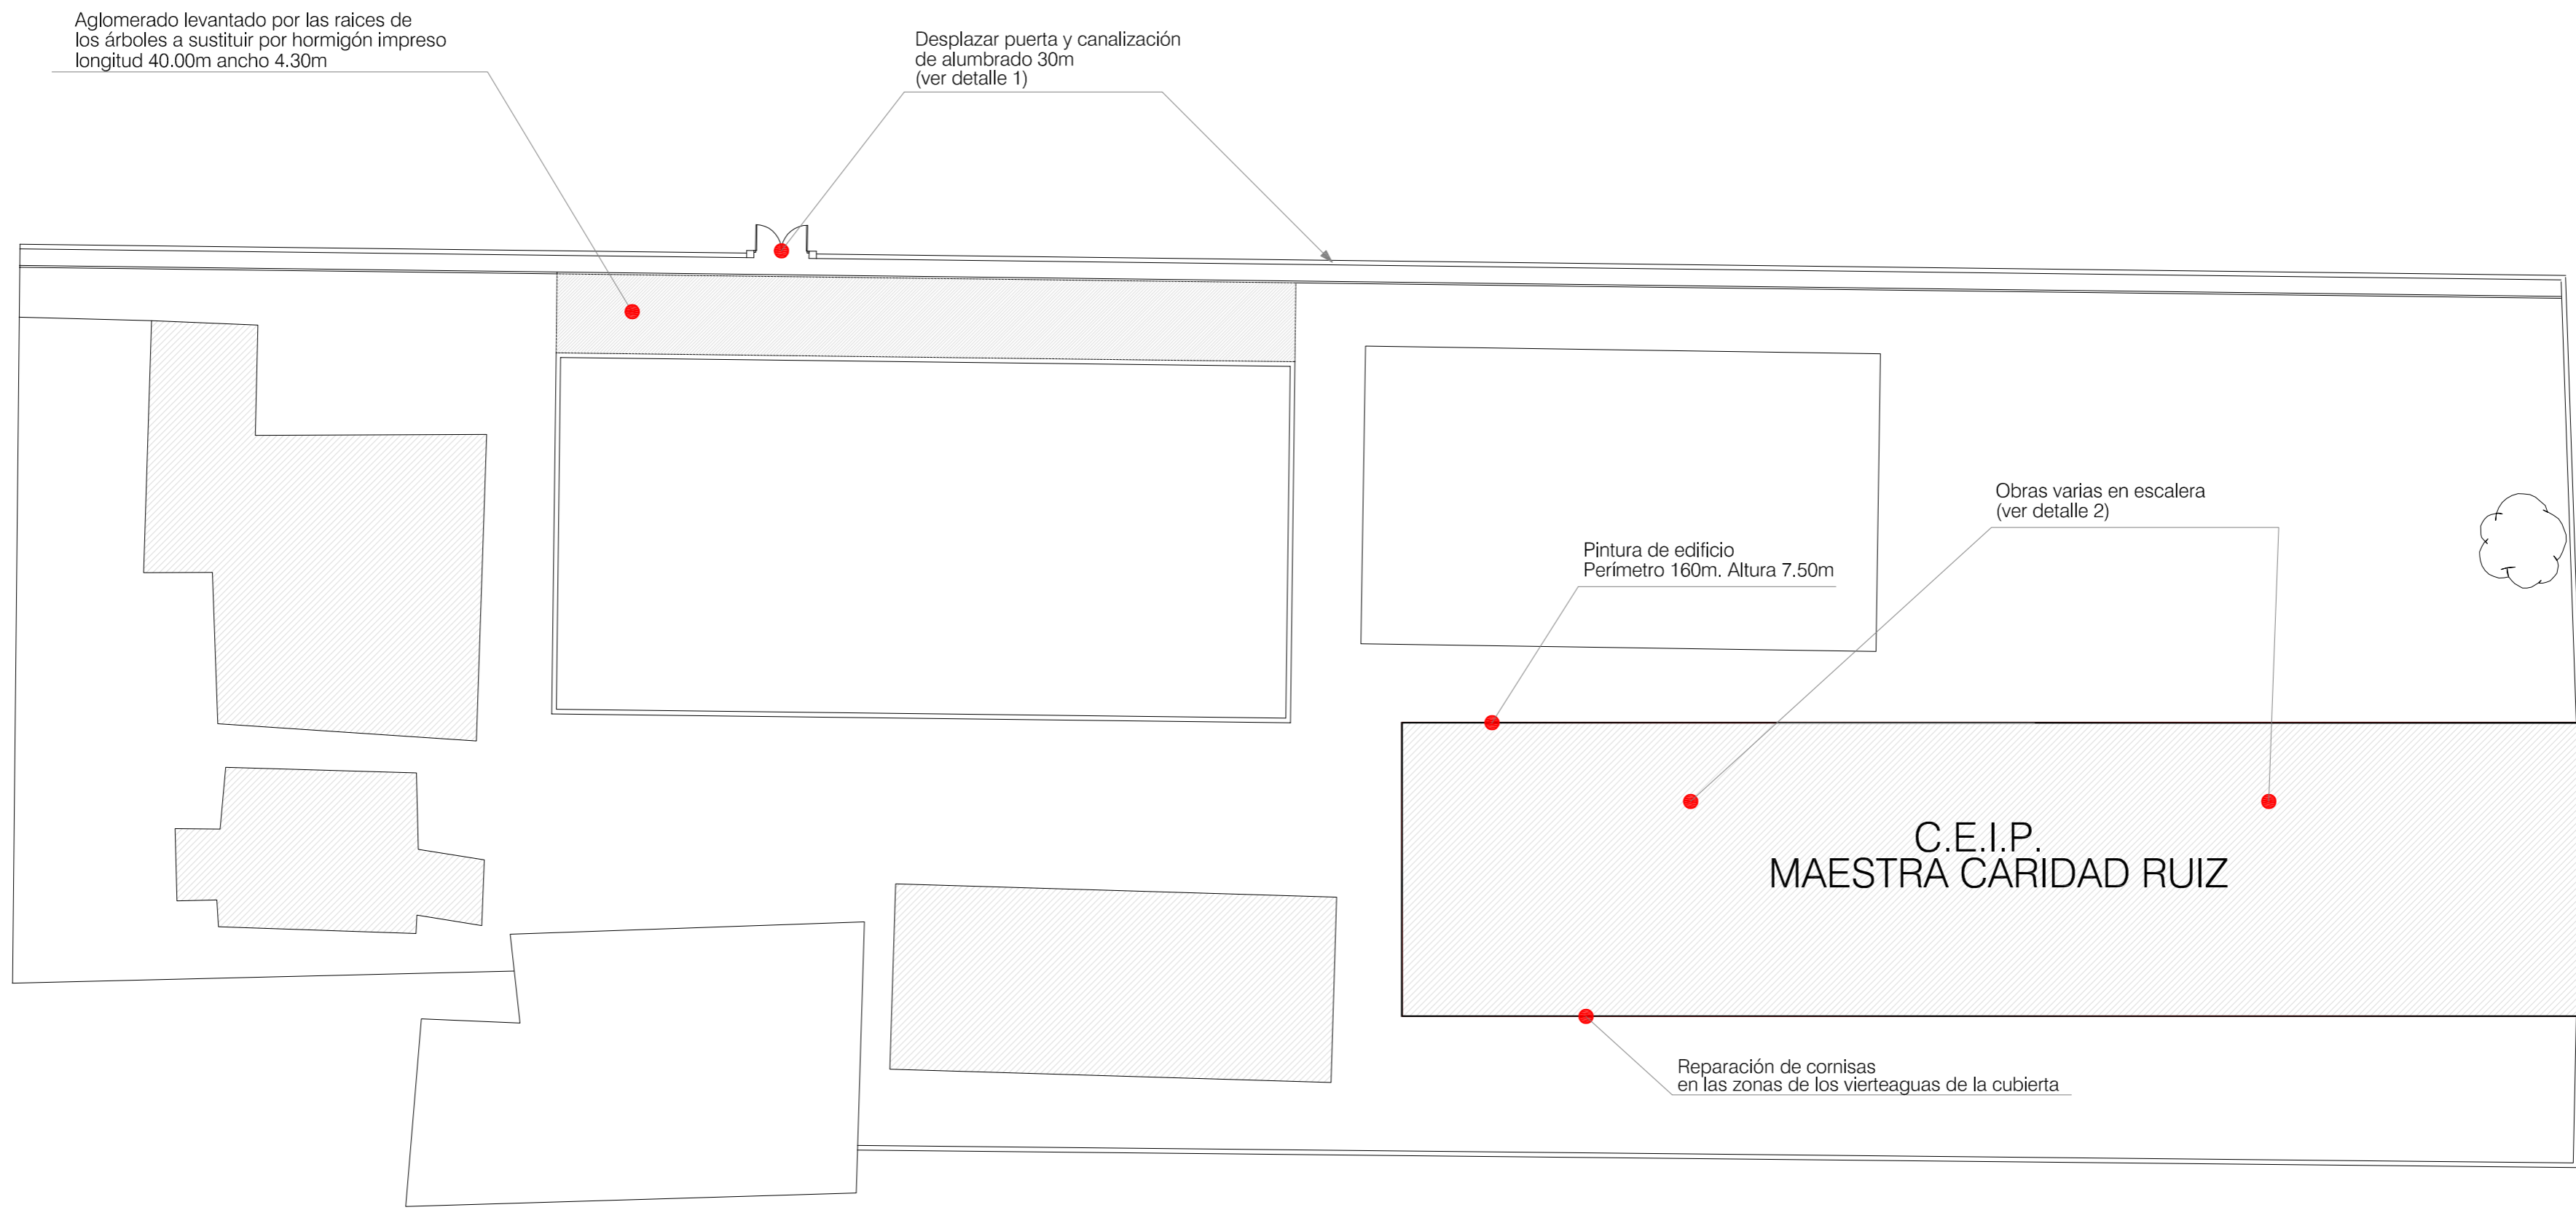 Aglomerado levantado por las raices de
los árboles a sustituir por hormigón impreso
longitud 40.00m ancho 4.30m
Desplazar puerta y canalización
de alumbrado 30m
(ver detalle 1)
Obras varias en escalera
(ver detalle 2)
Pintura de edificio
Perímetro 160m. Altura 7.50m
C.E.I.P.
MAESTRA CARIDAD RUIZ
Reparación de cornisas
en las zonas de los vierteaguas de la cubierta